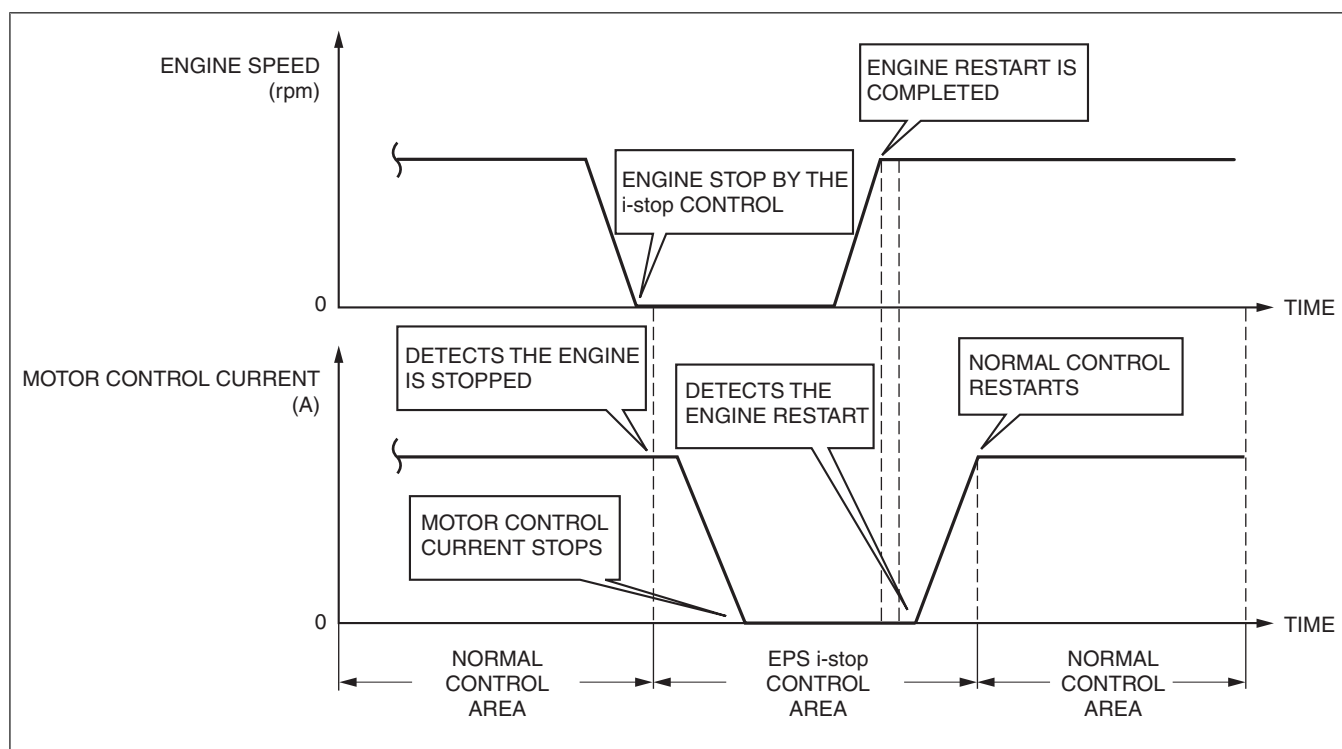 ENGINE SPEED
(rpm)
ENGINE RESTART IS
COMPLETED
ENGINE STOP BY THE
i-stop CONTROL
0
TIME
MOTOR CONTROL CURRENT
(A)
DETECTS THE ENGINE
IS STOPPED
DETECTS THE
ENGINE RESTART
NORMAL CONTROL
RESTARTS
MOTOR CONTROL
CURRENT STOPS
0
TIME
NORMAL
CONTROL
AREA
EPS i-stop
CONTROL
AREA
NORMAL
CONTROL
AREA